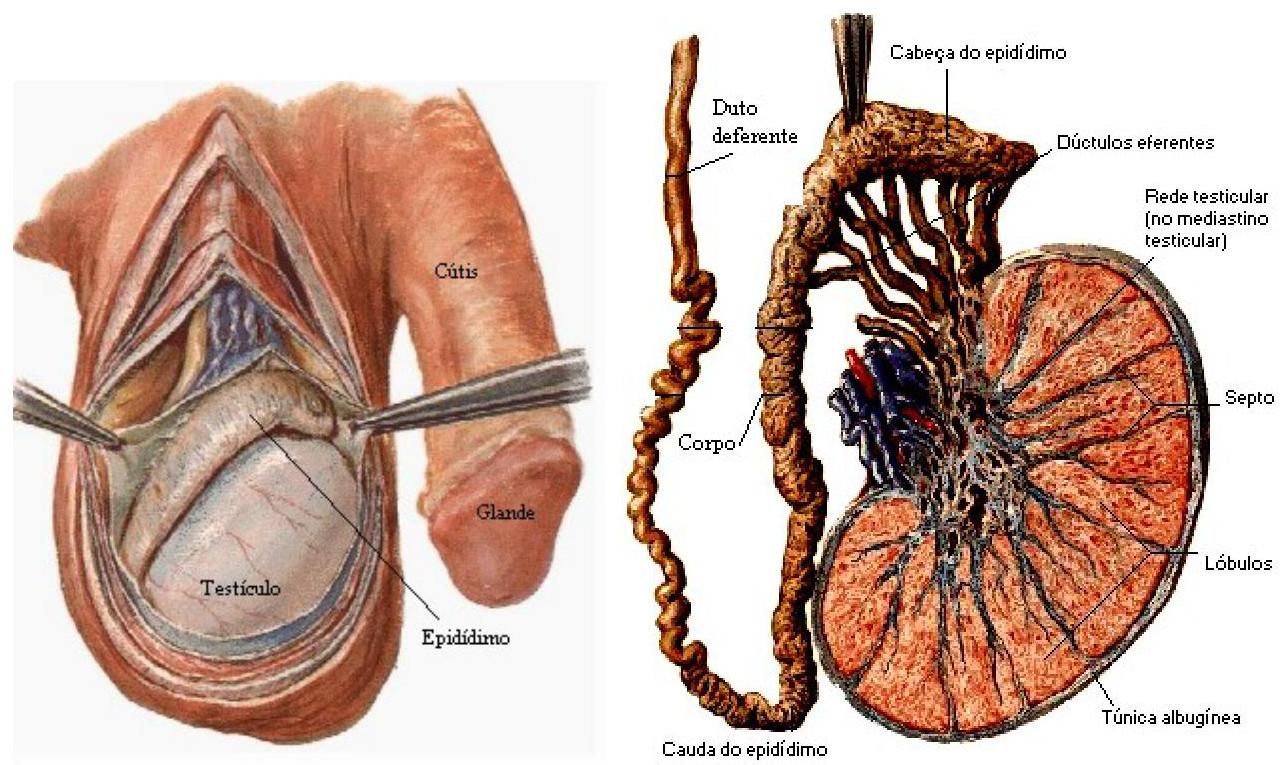 Cútis
Glande
Testículo
Epidídimo
Duto
deferente
Cabeça do epidídimo
Dúctulos eferentes
Rede testicular
(no mediastino
testicular)
Septo
Corpo
Lóbulos
Túnica albugínea
Cauda do epidídimo